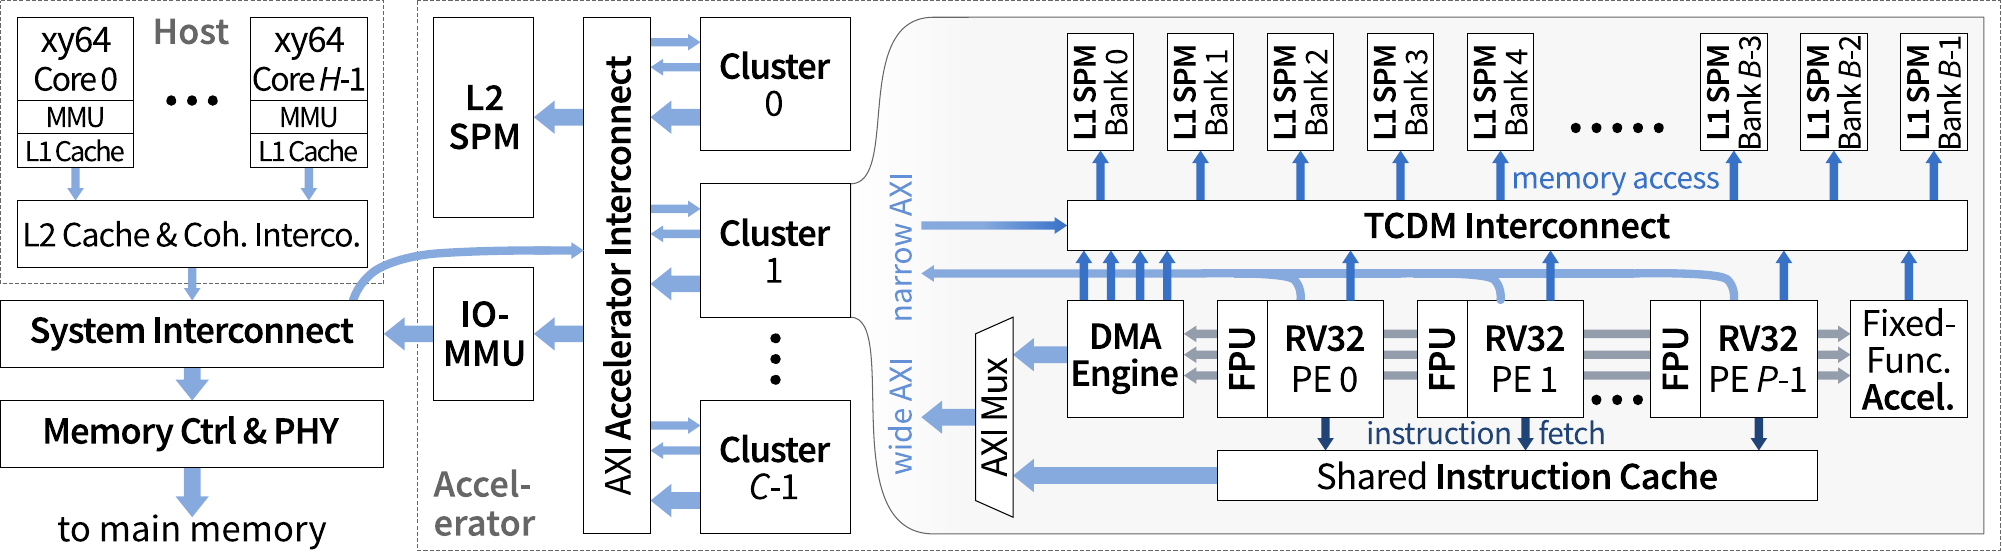 Host
xy64
Core 0
MMU
L1 Cache
xy64
Core H-1
MMU
L1 Cache
L2 Cache & Coh. Interco.
System Interconnect
Memory Ctrl & PHY
to main memory
L2
SPM
IO-
MMU
Accel-
erator
AXI Accelerator Interconnect
Cluster
0
Cluster
1
Cluster
C-1
narrow AXI
wide AXI
L1 SPM
Bank 0
L1 SPM
Bank 1
L1 SPM
Bank 2
L1 SPM
Bank 3
L1 SPM
Bank 4
L1 SPM
Bank B-3
L1 SPM
Bank B-2
L1 SPM
Bank B-1
memory access
TCDM Interconnect
AXI Mux
DMA
Engine
FPU
RV32
PE 0
FPU
RV32
PE 1
FPU
RV32
PE P-1
Fixed-
Func.
Accel.
instruction fetch
Shared Instruction Cache